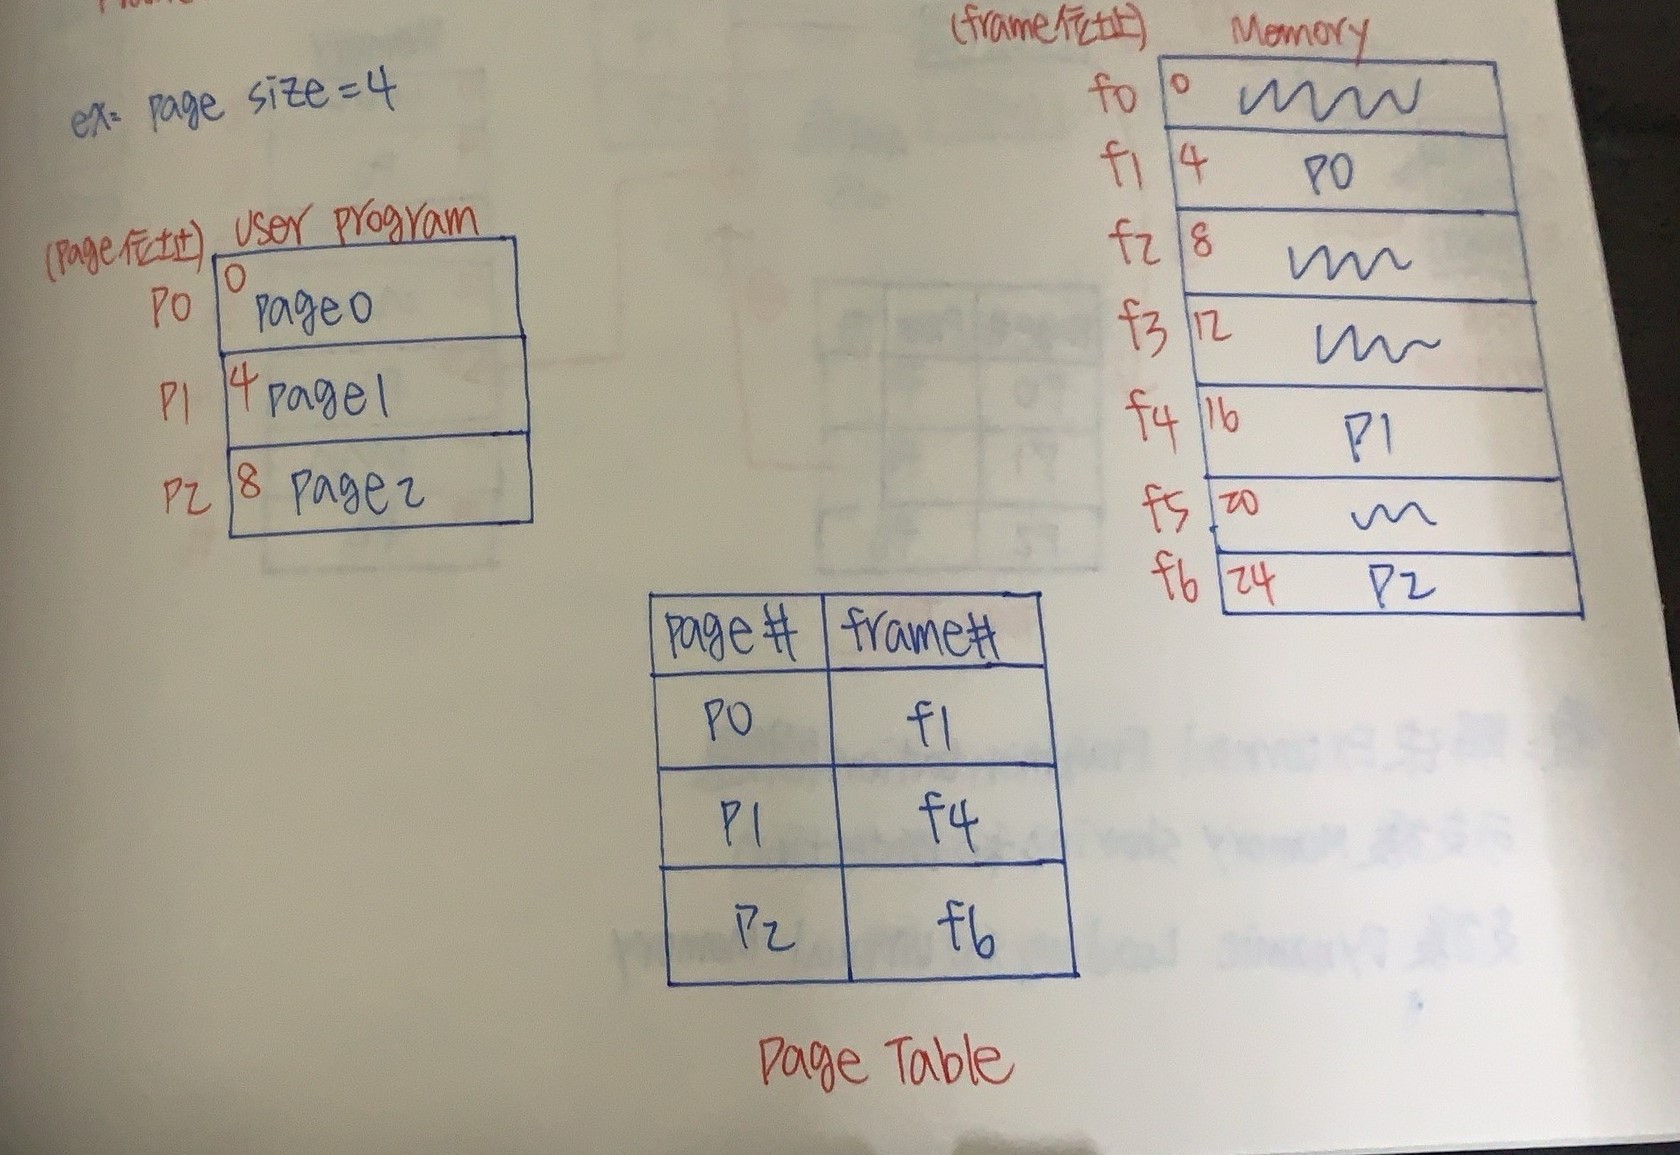 ex= page size=4
(page位址) user program
P0 0 page0
P1 4 page1
P2 8 page2
(frame位址) Memory
f0 0
f1 4 P0
f2 8
f3 12
f4 16 P1
f5 20
f6 24 P2
page# frame#
P0 f1
P1 f4
P2 f6
Page Table